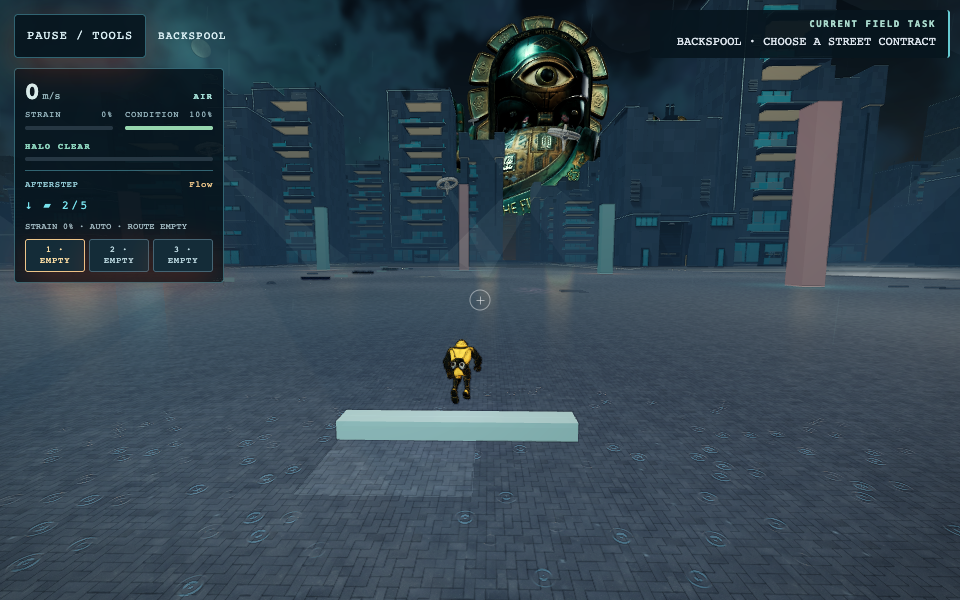 PAUSE / TOOLS
BACKSPOOL
CURRENT FIELD TASK
BACKSPOOL · CHOOSE A STREET CONTRACT
0 m/s
AIR
STRAIN 0%
CONDITION 100%
HALO CLEAR
AFTERSTEP
Flow
↓ ▰ 2/5
STRAIN 0% · AUTO · ROUTE EMPTY
1 · EMPTY
2 · EMPTY
3 · EMPTY